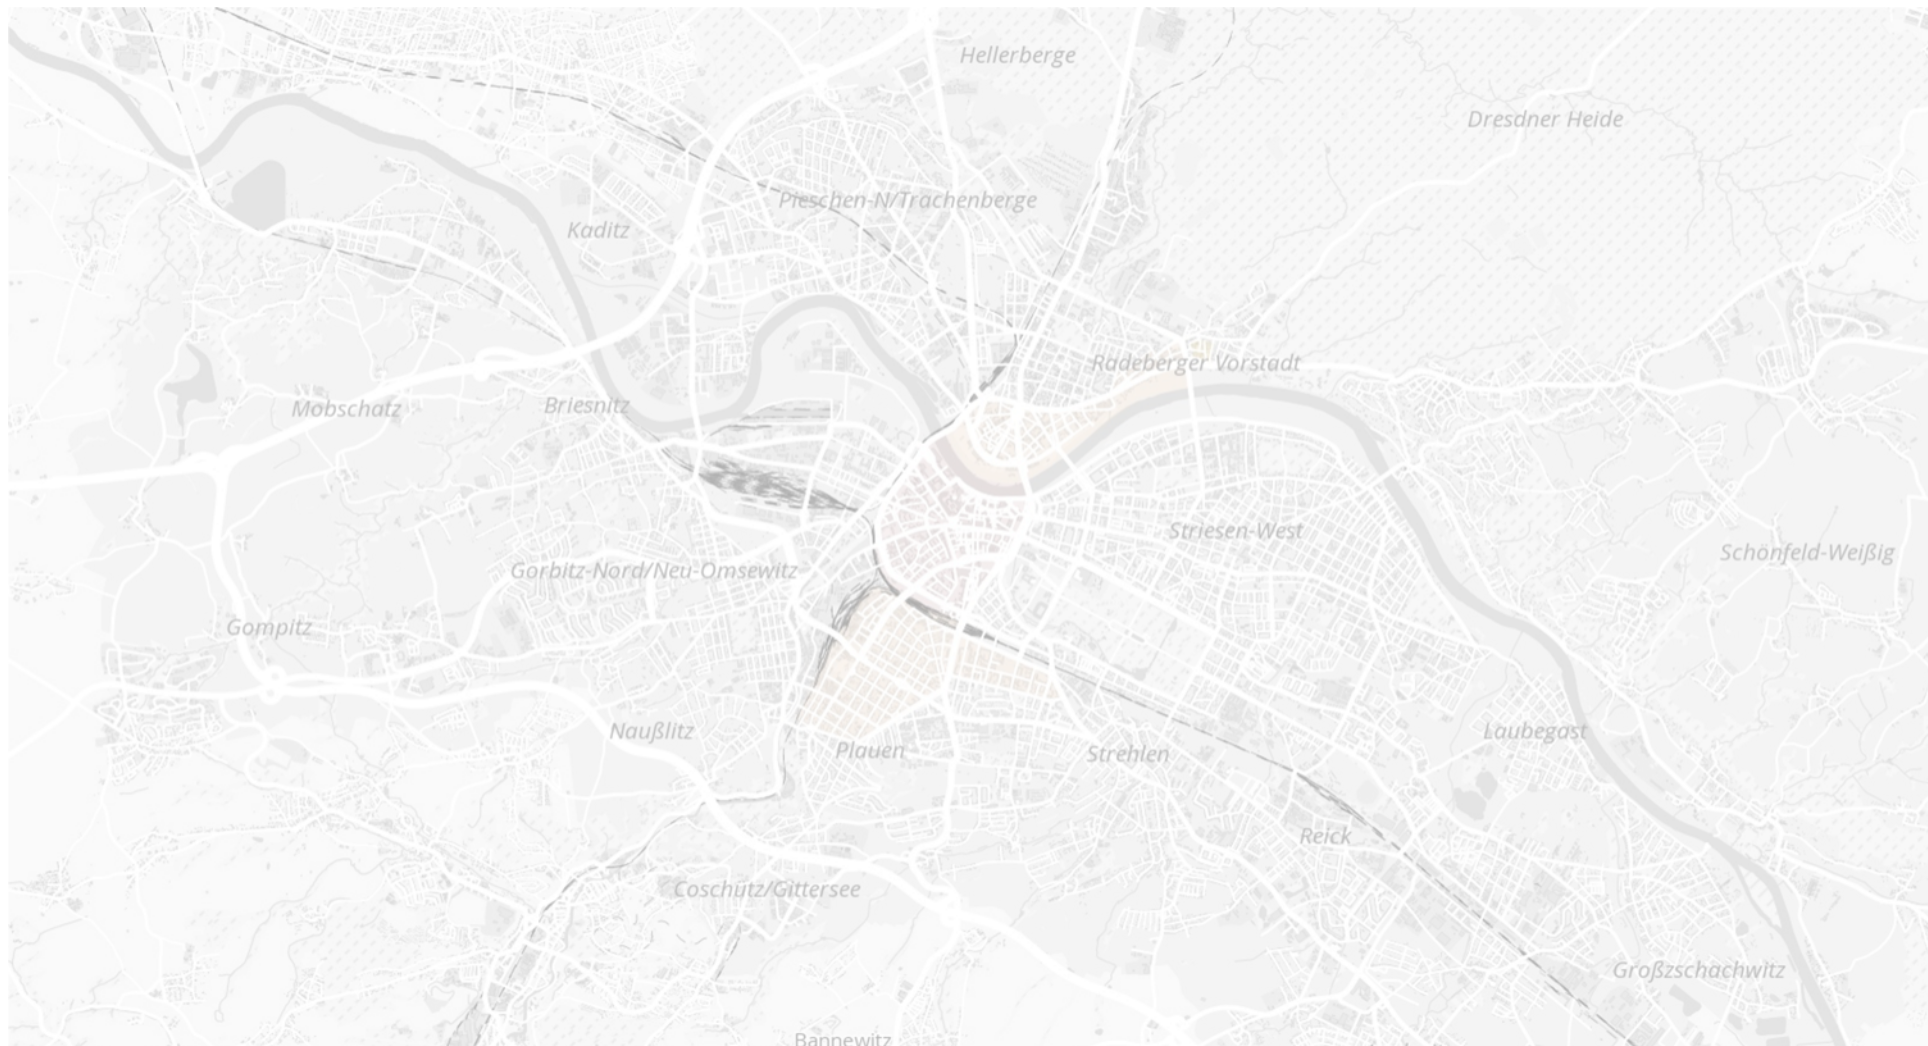 Hellerberge
Dresdner Heide
Pieschen-N/Trachenberge
Kaditz
Radeberger Vorstadt
Mobschatz
Briesnitz
Striesen-West
Schönfeld-Weißig
Gorbitz-Nord/Neu-Omsewitz
Gompitz
Naußlitz
Laubegast
Plauen
Strehlen
Reick
Coschütz/Gittersee
Großzschachwitz
Bannewitz